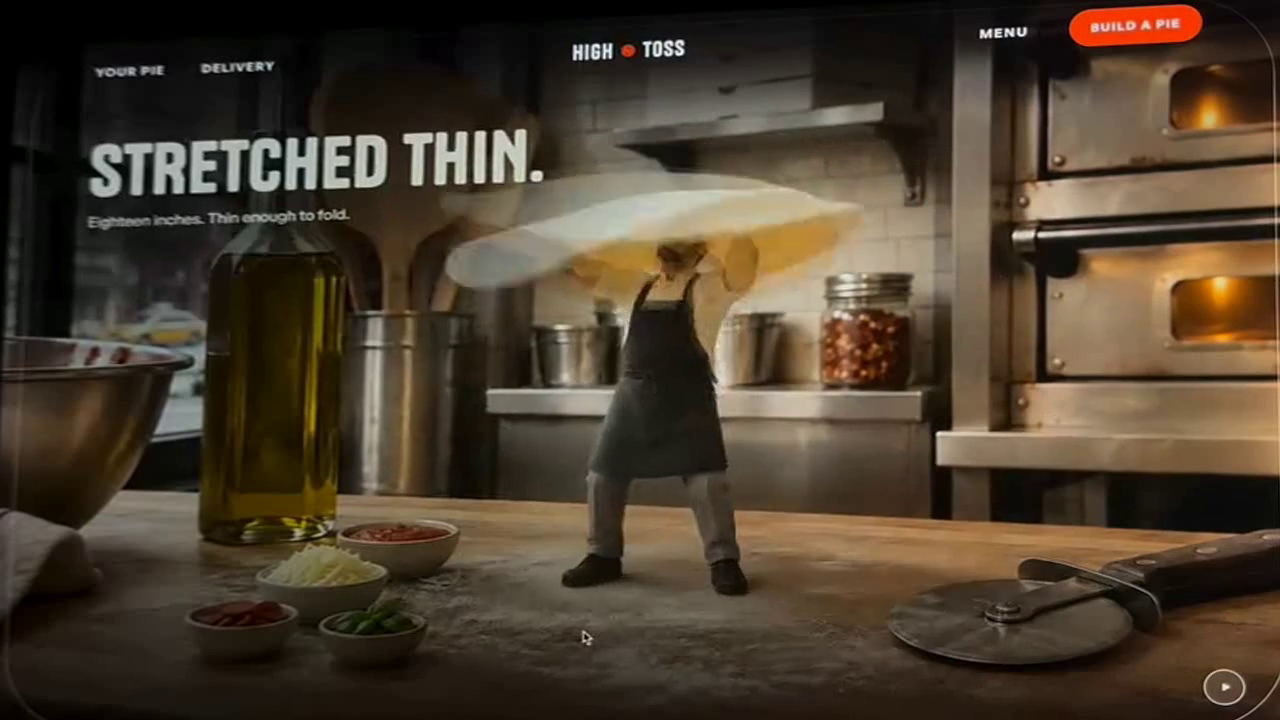 YOUR PIE
DELIVERY
HIGH TOSS
MENU
BUILD A PIE
STRETCHED THIN.
Eighteen inches. Thin enough to fold.